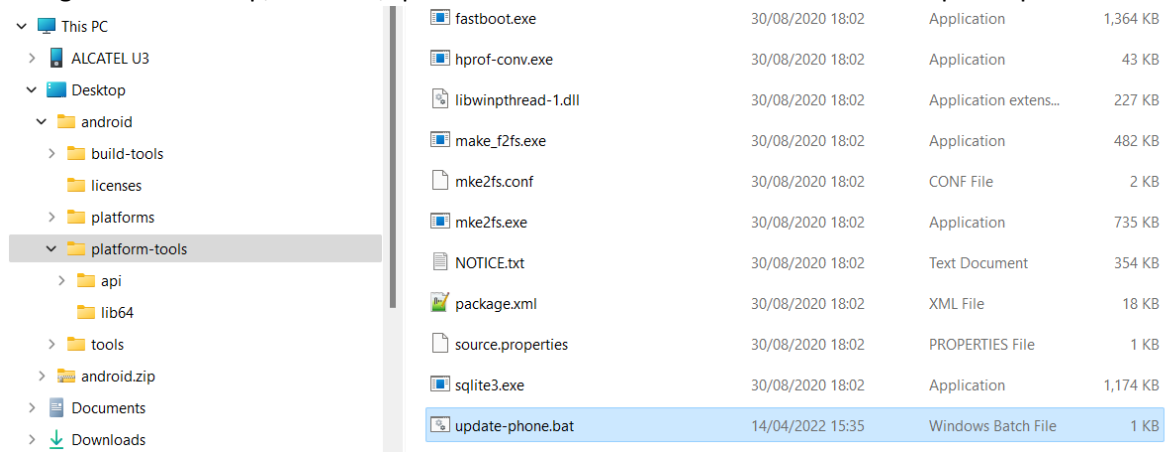 This PC
ALCATEL U3
Desktop
android
build-tools
licenses
platforms
platform-tools
api
lib64
tools
android.zip
Documents
Downloads
fastboot.exe 30/08/2020 18:02 Application 1,364 KB
hprof-conv.exe 30/08/2020 18:02 Application 43 KB
libwinpthread-1.dll 30/08/2020 18:02 Application extens... 227 KB
make_f2fs.exe 30/08/2020 18:02 Application 482 KB
mke2fs.conf 30/08/2020 18:02 CONF File 2 KB
mke2fs.exe 30/08/2020 18:02 Application 735 KB
NOTICE.txt 30/08/2020 18:02 Text Document 354 KB
package.xml 30/08/2020 18:02 XML File 18 KB
source.properties 30/08/2020 18:02 PROPERTIES File 1 KB
sqlite3.exe 30/08/2020 18:02 Application 1,174 KB
update-phone.bat 14/04/2022 15:35 Windows Batch File 1 KB